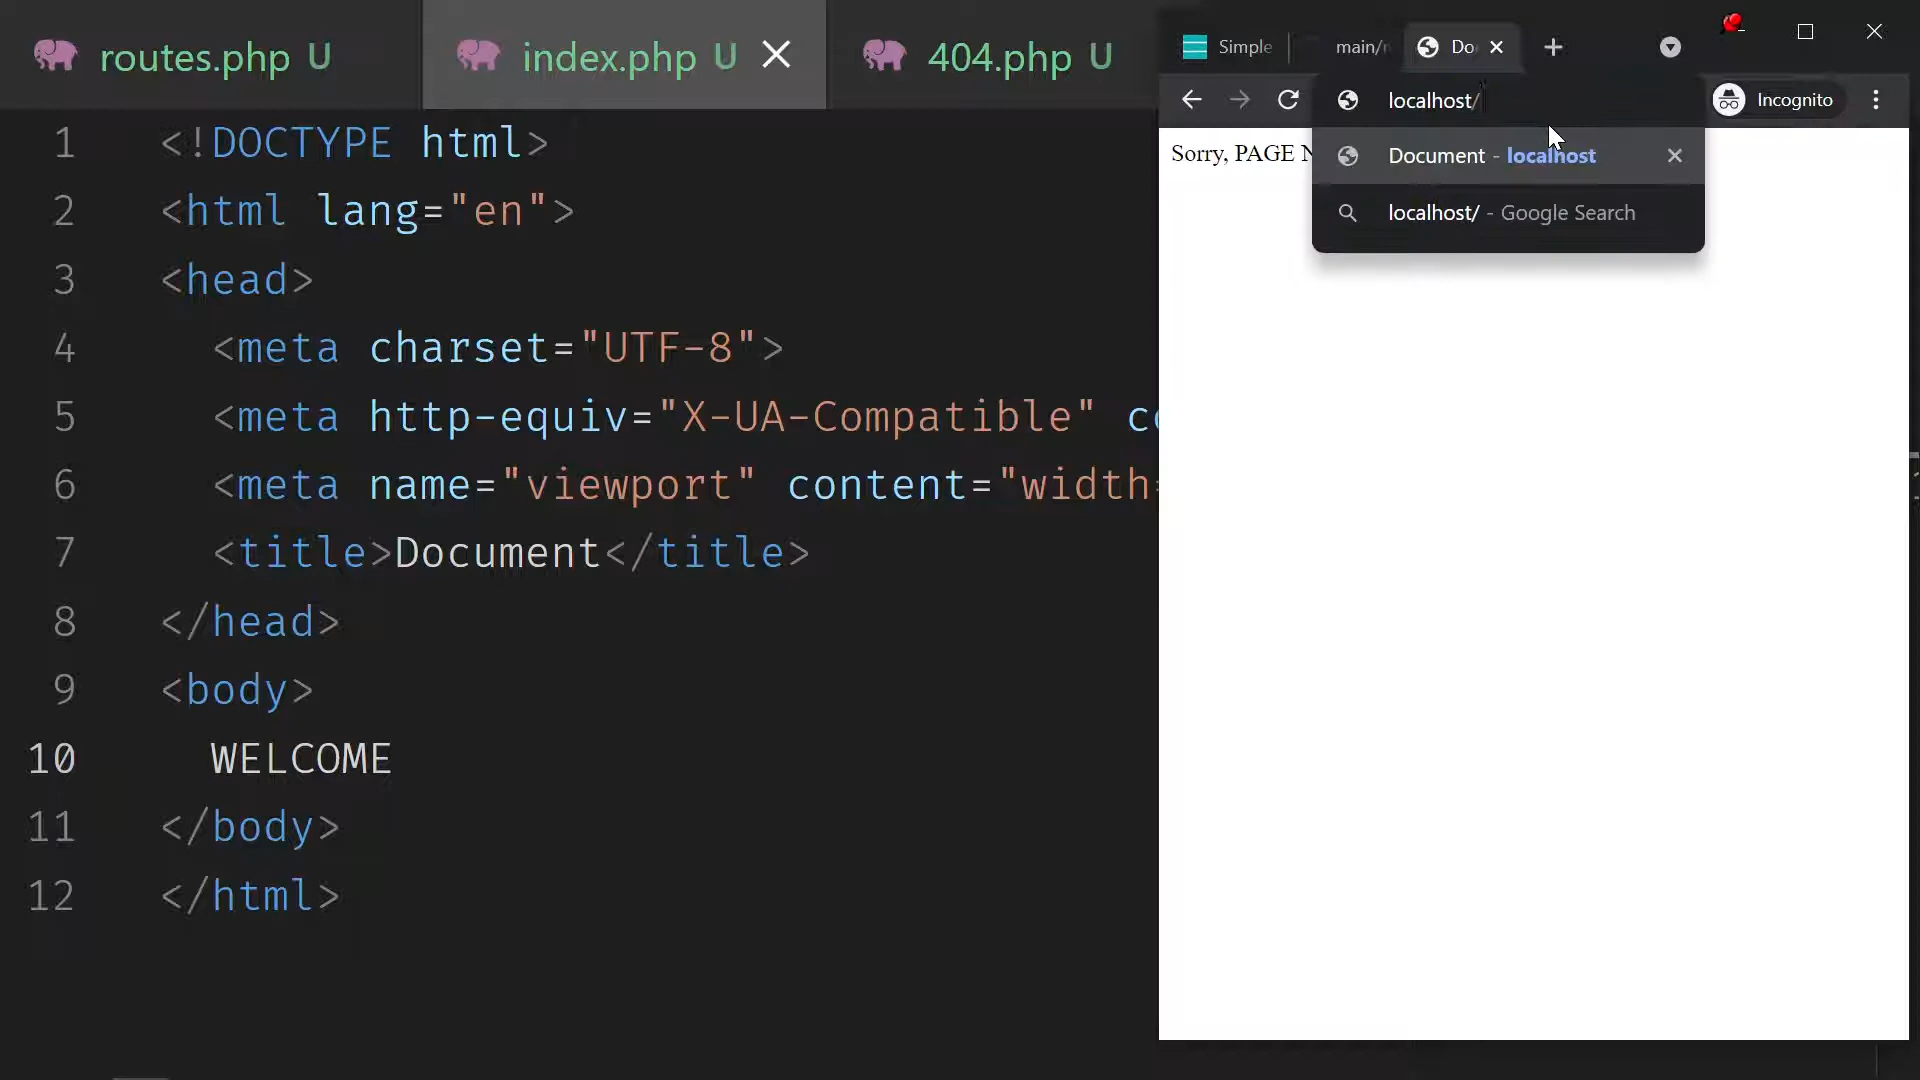 routes.php U
index.php U
404.php U
1 <!DOCTYPE html>
2 <html lang="en">
3 <head>
4 <meta charset="UTF-8">
5 <meta http-equiv="X-UA-Compatible"
6 <meta name="viewport" content="width
7 <title>Document</title>
8 </head>
9 <body>
10 WELCOME
11 </body>
12 </html>
Simple
main/
Do
localhost/
Incognito
Document - localhost
localhost/ - Google Search
Sorry, PAGE